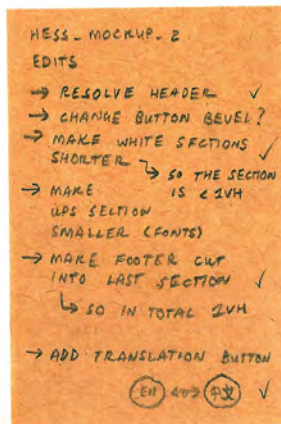 HESS_MOCKUP_2
EDITS
→ RESOLVE HEADER ✓
→ CHANGE BUTTON BEVEL?
→ MAKE WHITE SECTIONS
SHORTER ✓
↳ SO THE SECTION
IS < 1VH
→ MAKE
UPS SECTION
SMALLER (FONTS)
→ MAKE FOOTER CUT
INTO LAST SECTION ✓
↳ SO IN TOTAL 1VH
→ ADD TRANSLATION BUTTON
EN ↔ 中文 ✓